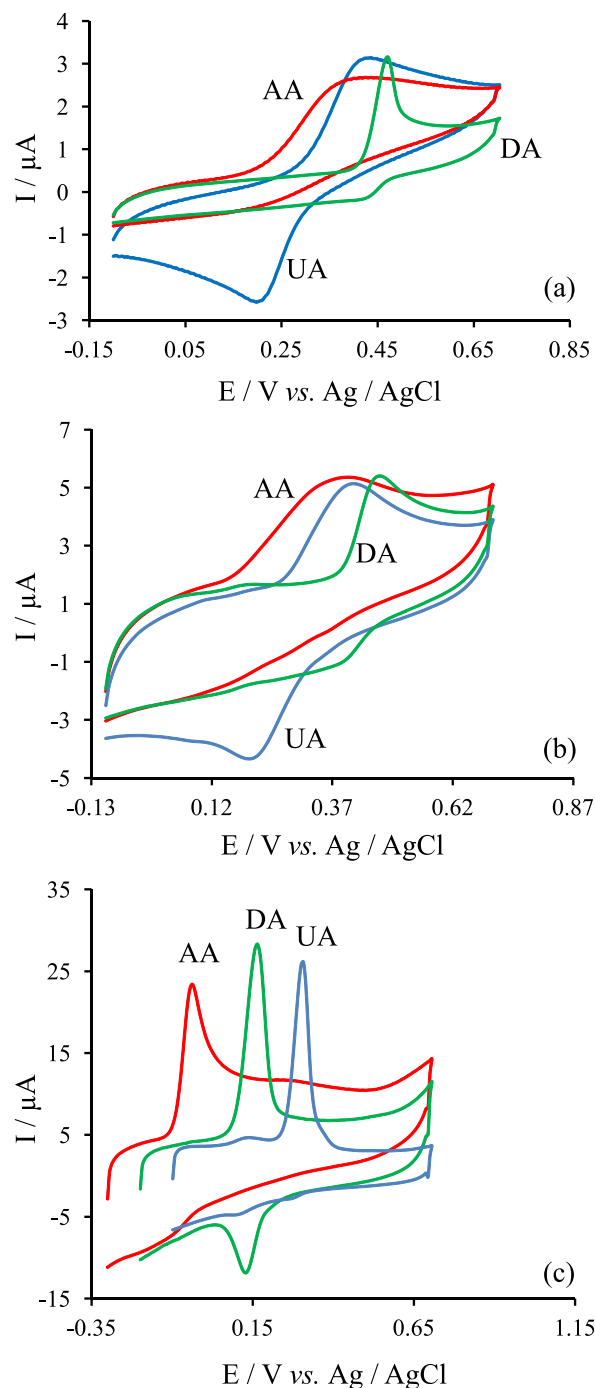 4
3
2
1
0
-1
-2
-3
I / µA
AA
DA
UA
(a)
-0.15 0.05 0.25 0.45 0.65 0.85
E / V vs. Ag / AgCl
7
5
3
1
-1
-3
-5
I / µA
AA
DA
UA
(b)
-0.13 0.12 0.37 0.62 0.87
E / V vs. Ag / AgCl
35
25
15
5
-5
-15
I / µA
AA DA UA
(c)
-0.35 0.15 0.65 1.15
E / V vs. Ag / AgCl